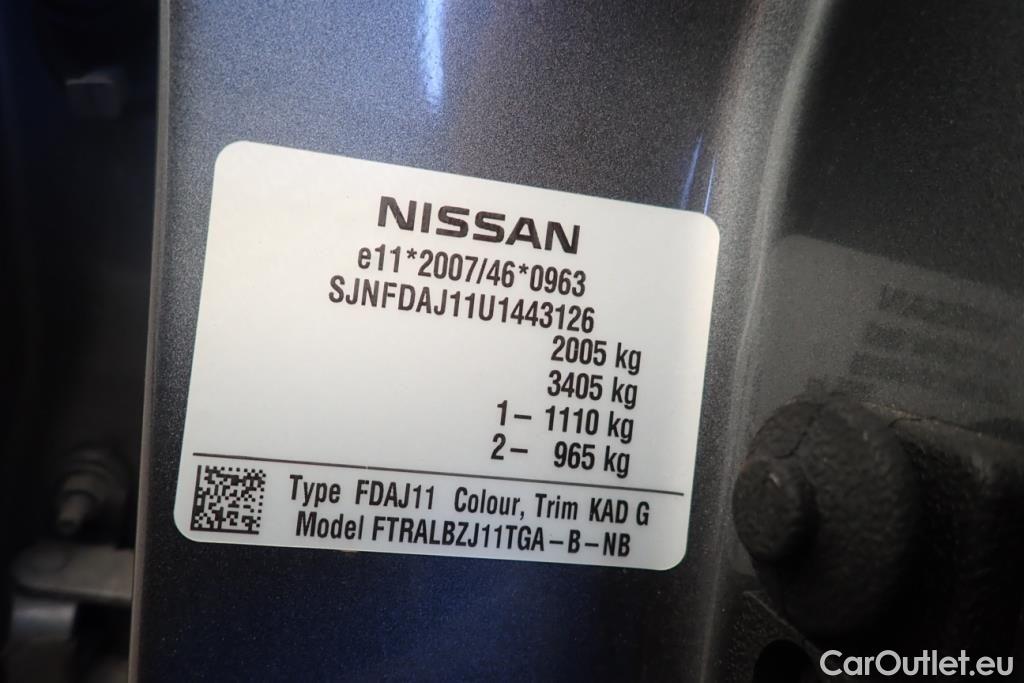 NISSAN
e11*2007/46*0963
SJNFDAJ11U1443126
2005 kg
3405 kg
1– 1110 kg
2– 965 kg
Type FDAJ11 Colour, Trim KAD G
Model FTRALBZJ11TGA–B–NB
CarOutlet.eu